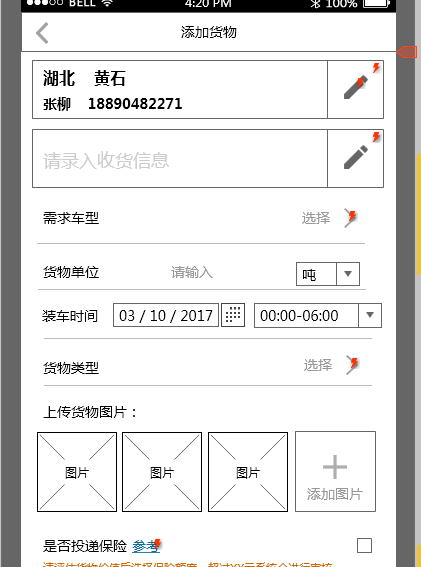 BELL 4:20 PM 100%
添加货物
湖北 黄石
张柳 18890482271
请录入收货信息
需求车型 选择
货物单位 请输入 吨
装车时间 03 / 10 / 2017 00:00-06:00
货物类型 选择
上传货物图片：
图片 图片 图片 添加图片
是否投递保险 参考